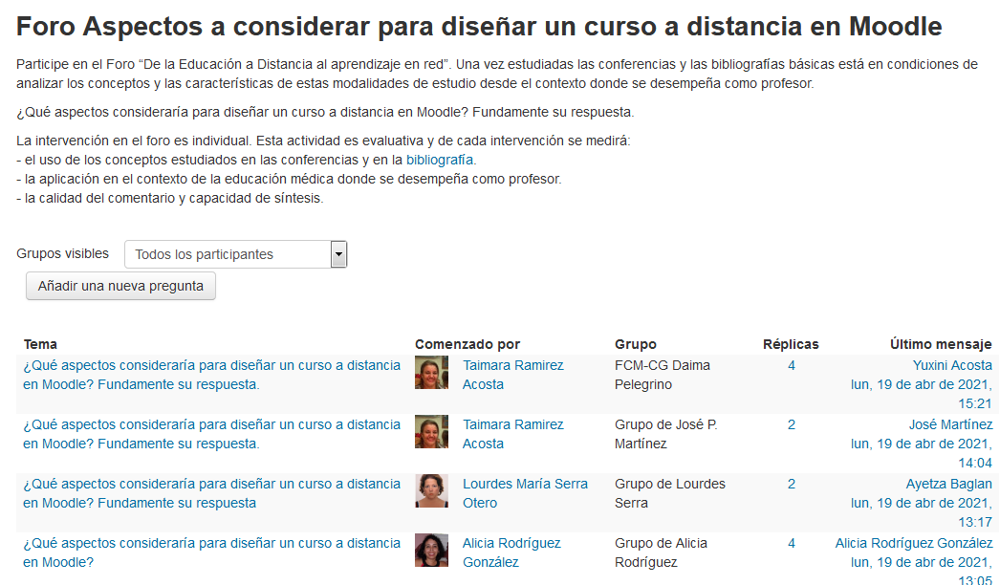 Foro Aspectos a considerar para diseñar un curso a distancia en Moodle
Participe en el Foro “De la Educación a Distancia al aprendizaje en red”. Una vez estudiadas las conferencias y las bibliografías básicas está en condiciones de
analizar los conceptos y las características de estas modalidades de estudio desde el contexto donde se desempeña como profesor.
¿Qué aspectos consideraría para diseñar un curso a distancia en Moodle? Fundamente su respuesta.
La intervención en el foro es individual. Esta actividad es evaluativa y de cada intervención se medirá:
- el uso de los conceptos estudiados en las conferencias y en la bibliografía.
- la aplicación en el contexto de la educación médica donde se desempeña como profesor.
- la calidad del comentario y capacidad de síntesis.
Grupos visibles Todos los participantes
Añadir una nueva pregunta
Tema Comenzado por Grupo Réplicas Último mensaje
¿Qué aspectos consideraría para diseñar un curso a distancia Taimara Ramirez FCM-CG Daima 4 Yuxini Acosta
en Moodle? Fundamente su respuesta. Acosta Pelegrino lun, 19 de abr de 2021,
15:21
¿Qué aspectos consideraría para diseñar un curso a distancia Taimara Ramirez Grupo de José P. 2 José Martínez
en Moodle? Fundamente su respuesta. Acosta Martínez lun, 19 de abr de 2021,
14:04
¿Qué aspectos consideraría para diseñar un curso a distancia Lourdes María Serra Grupo de Lourdes 2 Ayetza Baglan
en Moodle? Fundamente su respuesta Otero Serra lun, 19 de abr de 2021,
13:17
¿Qué aspectos consideraría para diseñar un curso a distancia Alicia Rodríguez Grupo de Alicia 4 Alicia Rodríguez González
en Moodle? González Rodríguez lun, 19 de abr de 2021,
13:05